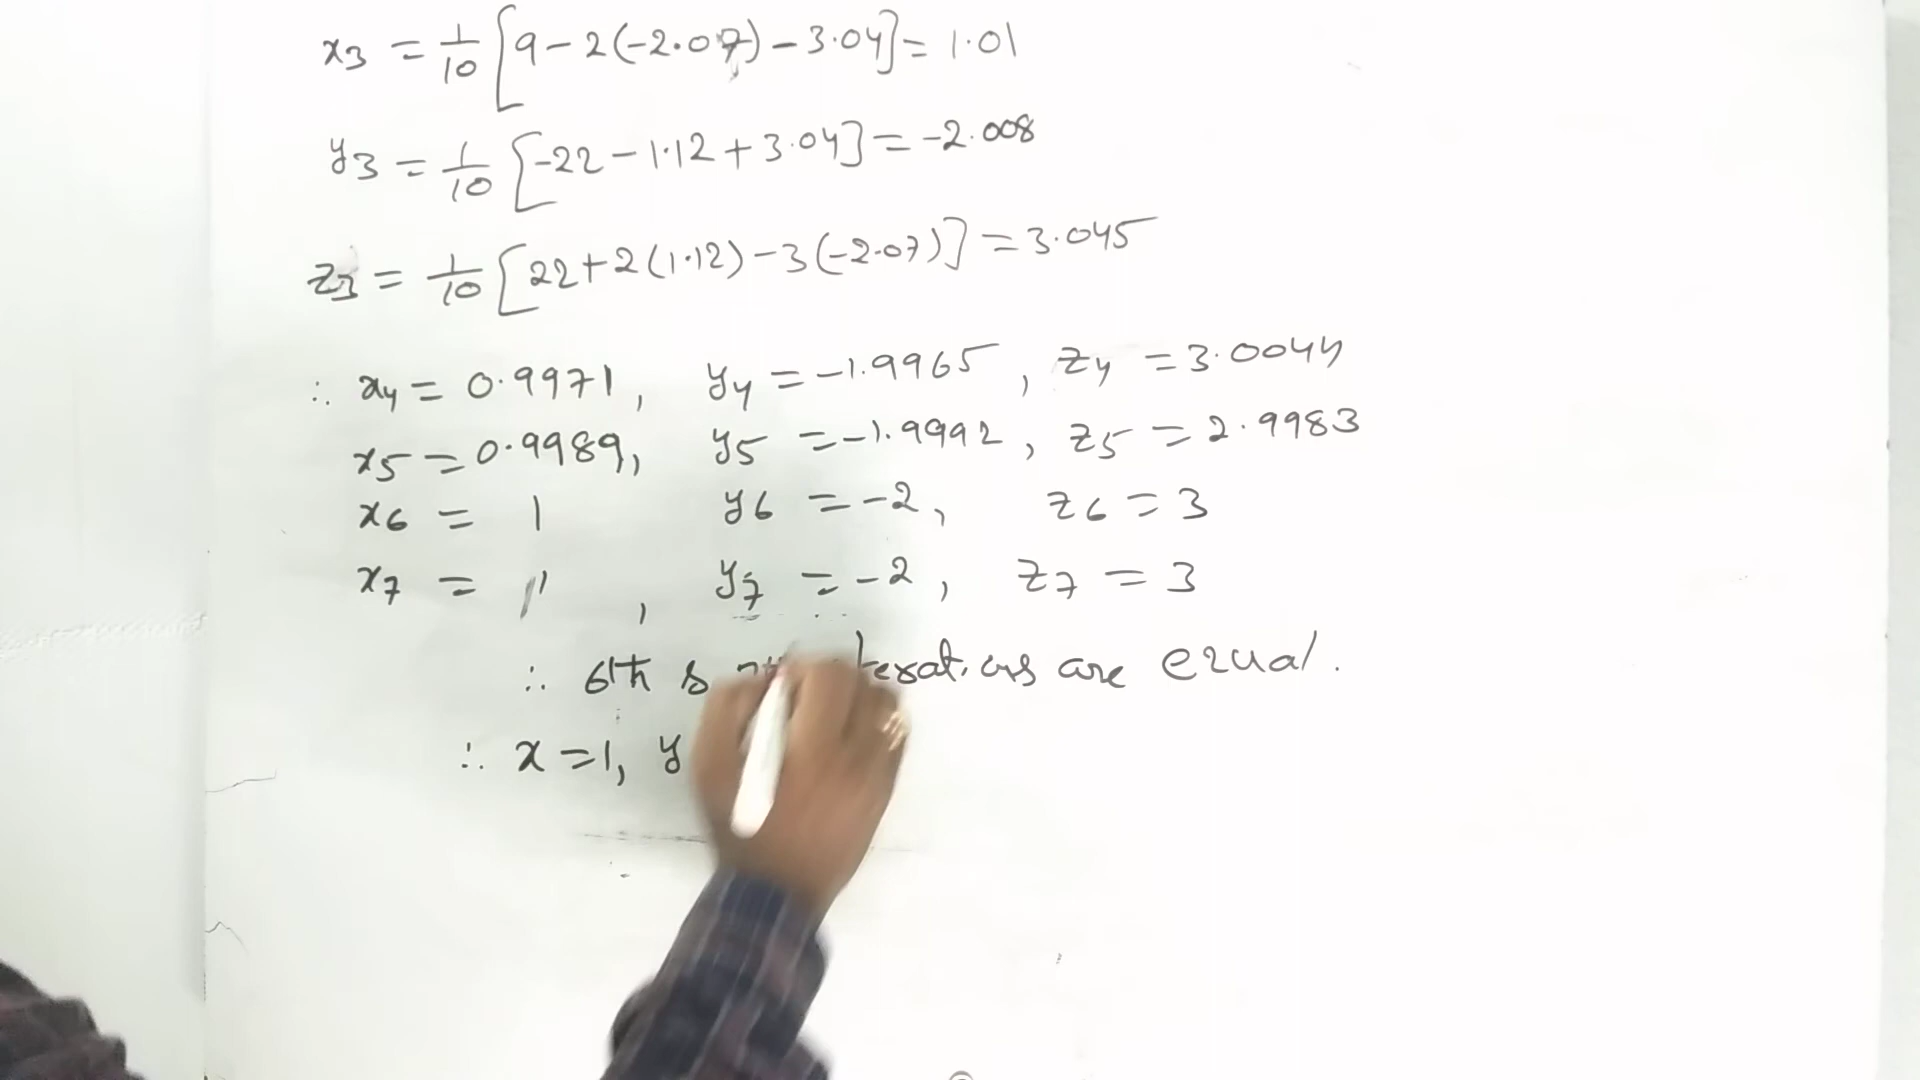 x3 = 1/10 [9 - 2(-2.07) - 3.04] = 1.01
y3 = 1/10 [-22 - 1.12 + 3.04] = -2.008
z3 = 1/10 [22 + 2(1.12) - 3(-2.07)] = 3.045
∴ x4 = 0.9971, y4 = -1.9965, z4 = 3.0044
x5 = 0.9989, y5 = -1.9992, z5 = 2.9983
x6 = 1 y6 = -2, z6 = 3
x7 = 1, y7 = -2, z7 = 3
∴ 6th & are equal.
∴ x = 1, y